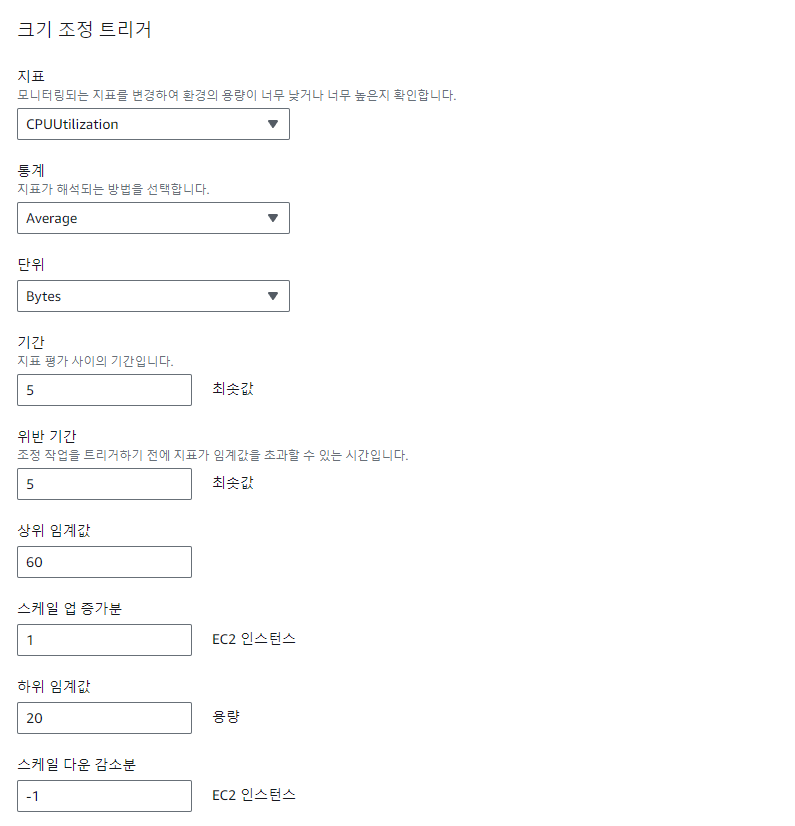 크기 조정 트리거
지표
모니터링되는 지표를 변경하여 환경의 용량이 너무 낮거나 너무 높은지 확인합니다.
CPUUtilization
통계
지표가 해석되는 방법을 선택합니다.
Average
단위
Bytes
기간
지표 평가 사이의 기간입니다.
5 최솟값
위반 기간
조정 작업을 트리거하기 전에 지표가 임계값을 초과할 수 있는 시간입니다.
5 최솟값
상위 임계값
60
스케일 업 증가분
1 EC2 인스턴스
하위 임계값
20 용량
스케일 다운 감소분
-1 EC2 인스턴스